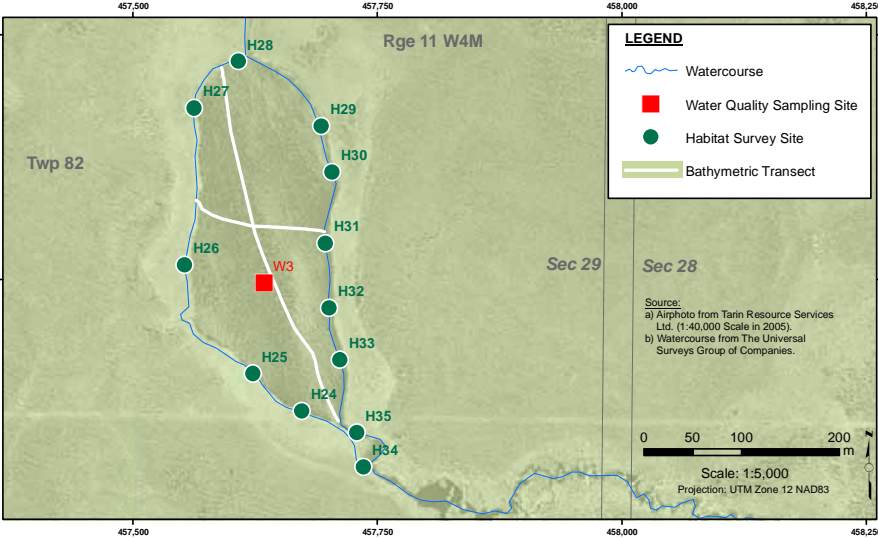 457,500 457,750 458,000 458,250
Rge 11 W4M
Twp 82
H28
H27
H29
H30
H31
H26
W3
H32
H33
H25
H24
H35
H34
Sec 29 Sec 28
LEGEND
Watercourse
Water Quality Sampling Site
Habitat Survey Site
Bathymetric Transect
Source:
a) Airphoto from Tarin Resource Services
Ltd. (1:40,000 Scale in 2005).
b) Watercourse from The Universal
Surveys Group of Companies.
0 50 100 200
m
N
Scale: 1:5,000
Projection: UTM Zone 12 NAD83
457,500 457,750 458,000 458,250